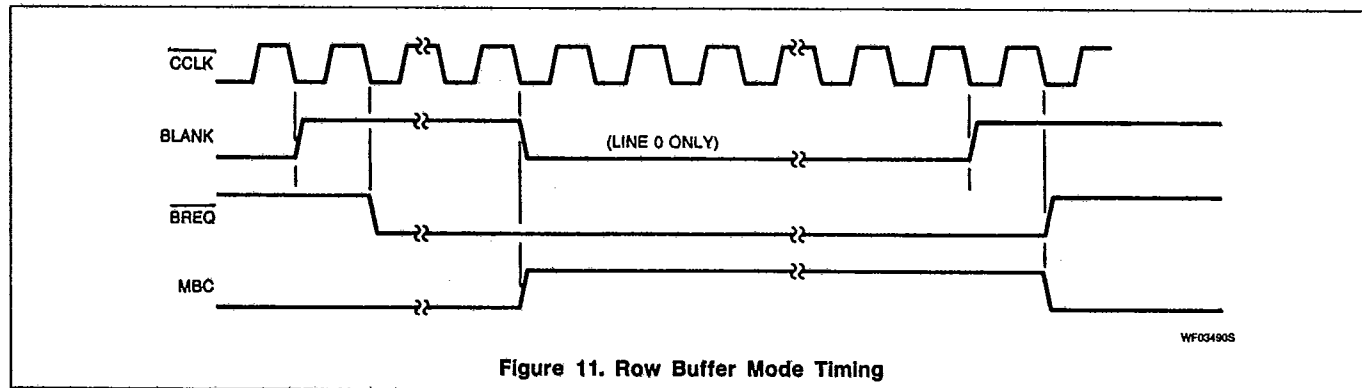 CCLK
BLANK
(LINE 0 ONLY)
BREQ
MBC
WF03490S
Figure 11. Row Buffer Mode Timing